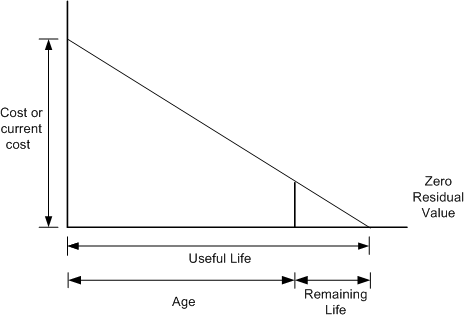 Cost or
current
cost
Zero
Residual
Value
Useful Life
Age
Remaining
Life